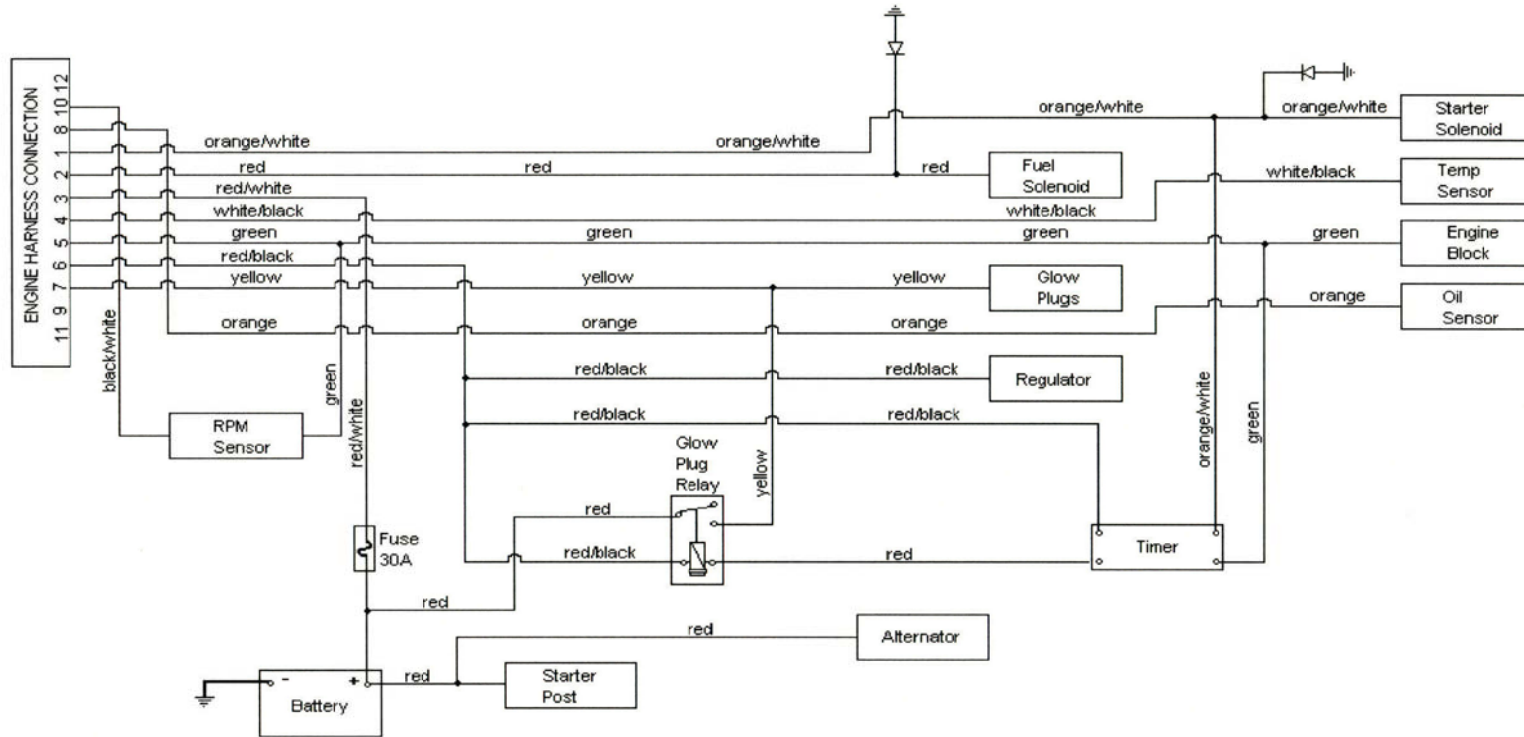 ENGINE HARNESS CONNECTION
12
10
8
1
2
3
4
5
6
7
9
11
orange/white
orange/white
orange/white
orange/white
Starter
Solenoid
red
red
red
Fuel
Solenoid
red/white
white/black
white/black
white/black
Temp
Sensor
green
green
green
green
Engine
Block
red/black
yellow
yellow
yellow
Glow
Plugs
orange
orange
orange
orange
Oil
Sensor
black/white
green
red/white
RPM
Sensor
red/black
red/black
Regulator
red/black
red/black
Glow
Plug
Relay
yellow
orange/white
green
red
Fuse
30A
red/black
red
Timer
red
red
Alternator
- +
Battery
red
Starter
Post